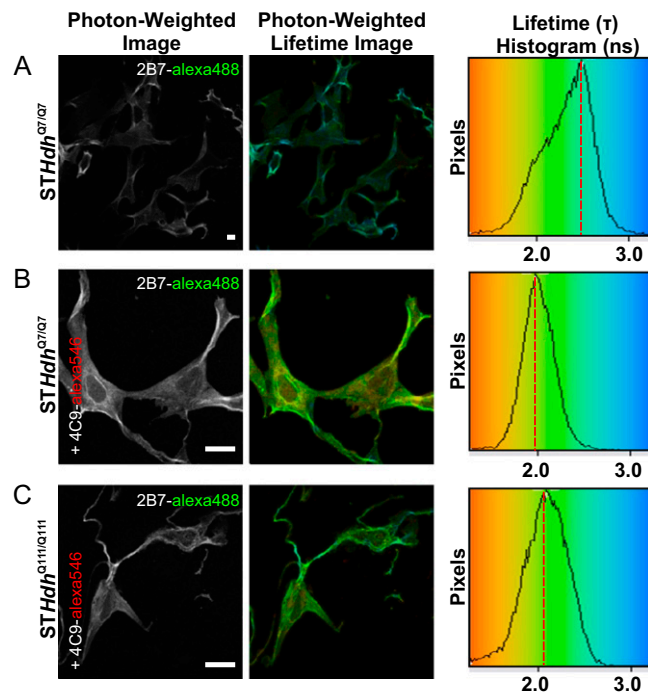 Photon-Weighted
Image
Photon-Weighted
Lifetime Image
Lifetime (τ)
Histogram (ns)
A
STHdhQ7/Q7
2B7-alexa488
Pixels
2.0 3.0
B
STHdhQ7/Q7
+ 4C9-alexa546
2B7-alexa488
Pixels
2.0 3.0
C
STHdhQ111/Q111
+ 4C9-alexa546
2B7-alexa488
Pixels
2.0 3.0